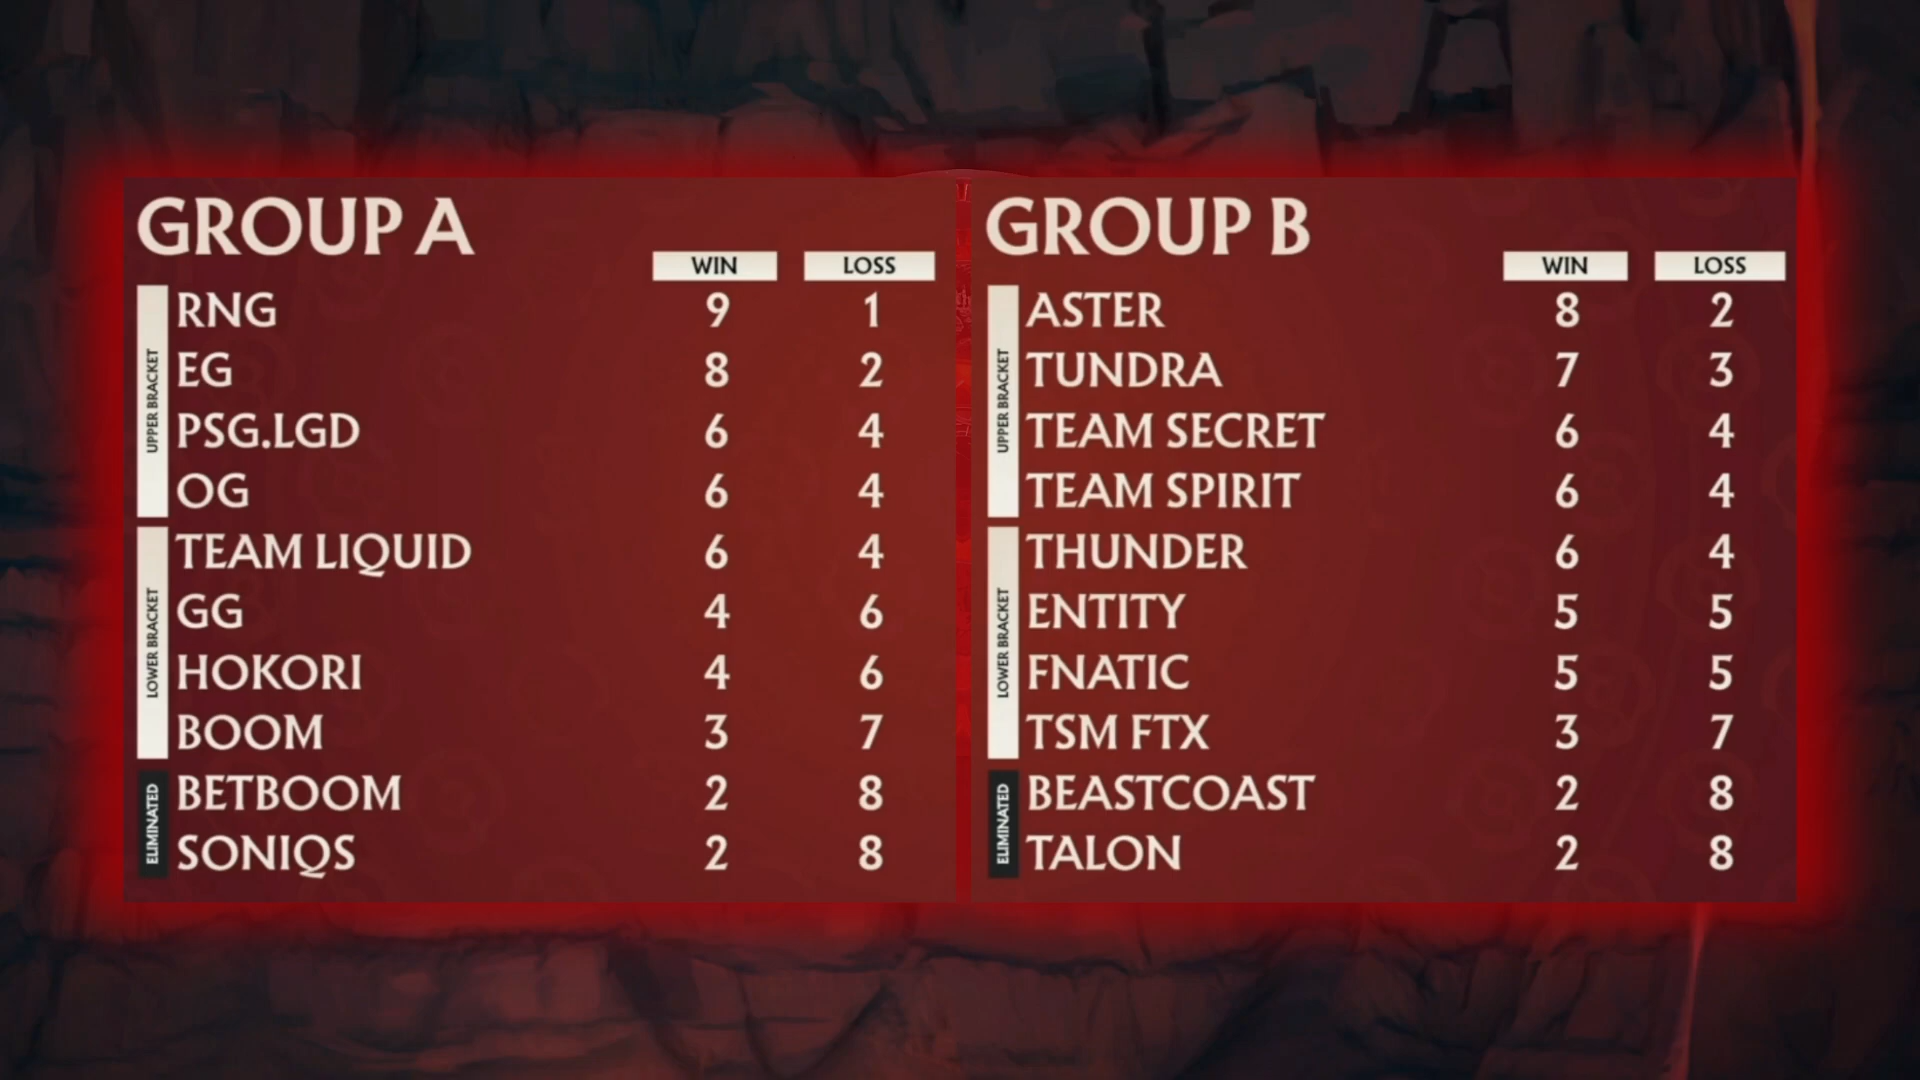 GROUP A
WIN LOSS
UPPER BRACKET
RNG 9 1
EG 8 2
PSG.LGD 6 4
OG 6 4
LOWER BRACKET
TEAM LIQUID 6 4
GG 4 6
HOKORI 4 6
BOOM 3 7
ELIMINATED
BETBOOM 2 8
SONIQS 2 8
GROUP B
WIN LOSS
UPPER BRACKET
ASTER 8 2
TUNDRA 7 3
TEAM SECRET 6 4
TEAM SPIRIT 6 4
LOWER BRACKET
THUNDER 6 4
ENTITY 5 5
FNATIC 5 5
TSM FTX 3 7
ELIMINATED
BEASTCOAST 2 8
TALON 2 8